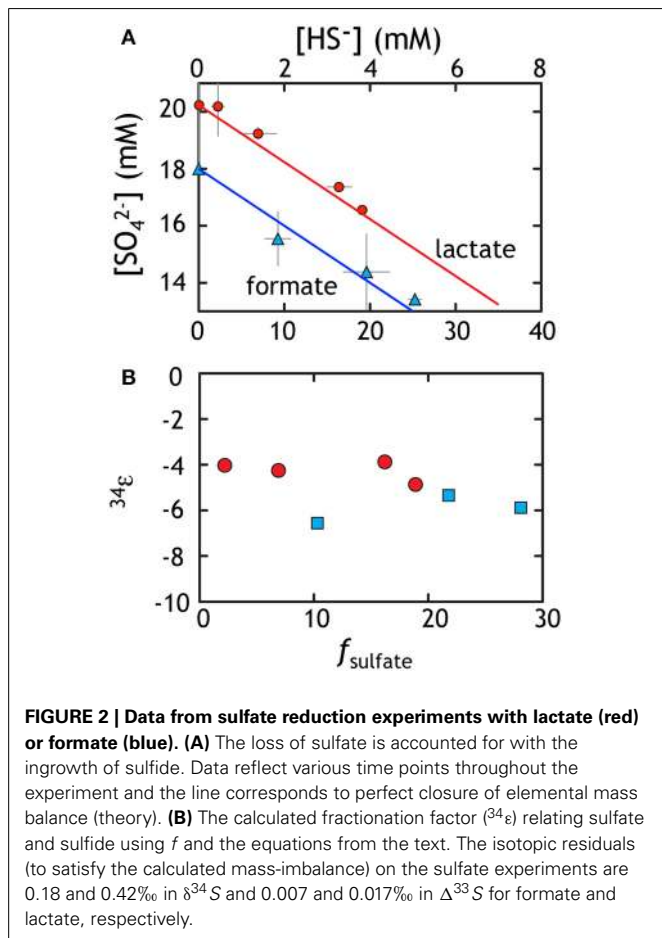 A
[HS-] (mM)
0 2 4 6 8
20
18
16
14
[SO₄²⁻] (mM)
lactate
formate
0 10 20 30 40
B
0
-2
-4
-6
-8
-10
³⁴ε
0 10 20 30
fsulfate
FIGURE 2 | Data from sulfate reduction experiments with lactate (red)
or formate (blue). (A) The loss of sulfate is accounted for with the
ingrowth of sulfide. Data reflect various time points throughout the
experiment and the line corresponds to perfect closure of elemental mass
balance (theory). (B) The calculated fractionation factor (³⁴ε) relating sulfate
and sulfide using f and the equations from the text. The isotopic residuals
(to satisfy the calculated mass-imbalance) on the sulfate experiments are
0.18 and 0.42‰ in δ³⁴S and 0.007 and 0.017‰ in Δ³³S for formate and
lactate, respectively.